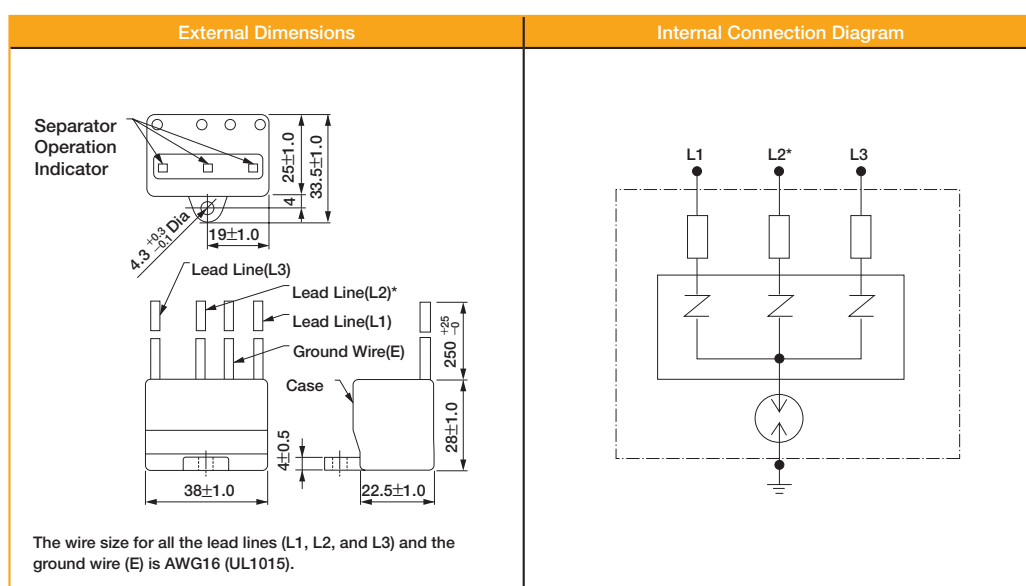 External Dimensions
Internal Connection Diagram
Separator
Operation
Indicator
25±1.0
33.5±1.0
4
4.3 +0.3 −0.1 Dia
19±1.0
Lead Line(L3)
Lead Line(L2)*
Lead Line(L1)
Ground Wire(E)
Case
250 +25 −0
28±1.0
4±0.5
38±1.0
22.5±1.0
The wire size for all the lead lines (L1, L2, and L3) and the
ground wire (E) is AWG16 (UL1015).
L1
L2*
L3